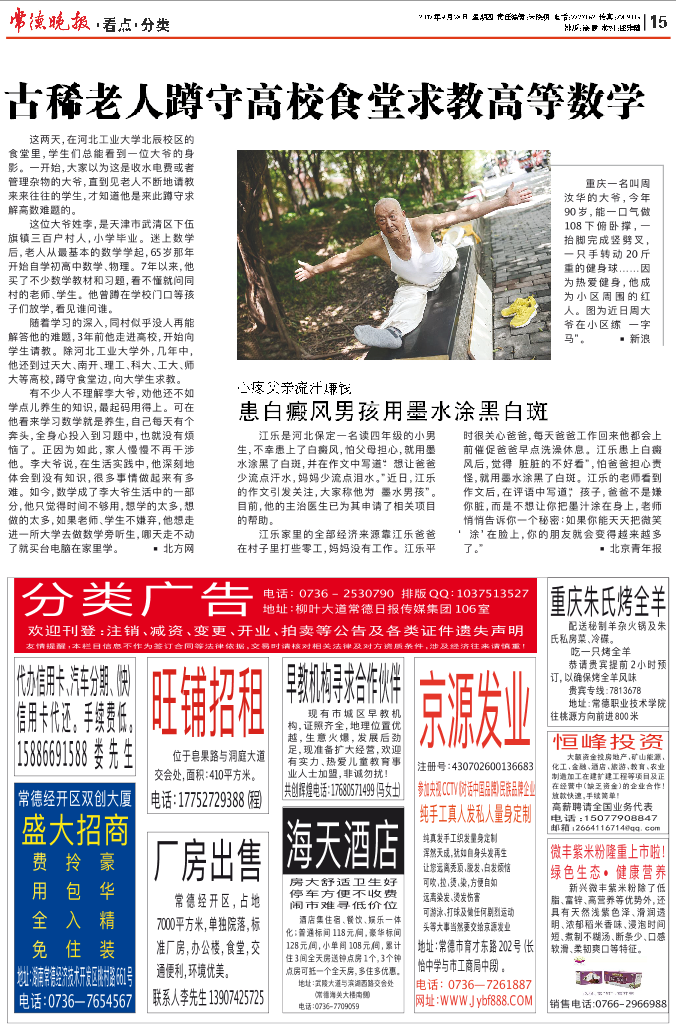 常德晚报
·看点·分类
15
古稀老人蹲守高校食堂求教高等数学
这两天,在河北工业大学北辰校区的
食堂里,学生们总能看到一位大爷的身
影。一开始,大家以为这是收水电费或者
管理杂物的大爷,直到见老人不断地请教
来来往往的学生,才知道他是来此蹲守求
解高数难题的。
这位大爷姓李,是天津市武清区下伍
旗镇三百户村人,小学毕业。迷上数学
后,老人从最基本的数学学起,65岁那年
开始自学初高中数学、物理。7年以来,他
买了不少数学教材和习题,看不懂就问同
村的老师、学生。他曾蹲在学校门口等孩
子们放学,看见谁问谁。
随着学习的深入,同村似乎没人再能
解答他的难题,3年前他走进高校,开始向
学生请教。除河北工业大学外,几年中,
他还到过天大、南开、理工、科大、工大、师
大等高校,蹲守食堂边,向大学生求教。
有不少人不理解李大爷,劝他还不如
学点儿养生的知识,最起码用得上。可在
他看来学习数学就是养生,自己每天有个
奔头,全身心投入到习题中,也就没有烦
恼了。正因为如此,家人慢慢不再干涉
他。李大爷说,在生活实践中,他深刻地
体会到没有知识,很多事情做起来有多
难。如今,数学成了李大爷生活中的一部
分,他只觉得时间不够用,想学的太多,想
做的太多,如果老师、学生不嫌弃,他想走
进一所大学去做数学旁听生,哪天走不动
了就买台电脑在家里学。 ▪ 北方网
重庆一名叫周
汝华的大爷,今年
90岁,能一口气做
108下俯卧撑,一
抬脚完成竖劈叉,
一只手转动20斤
重的健身球……因
为热爱健身,他成
为小区周围的红
人。图为近日周大
爷在小区练 一字
马”。 ▪ 新浪
心疼父亲流汗赚钱
患白癜风男孩用墨水涂黑白斑
江乐是河北保定一名读四年级的小男
生,不幸患上了白癜风,怕父母担心,就用墨
水涂黑了白斑,并在作文中写道:“想让爸爸
少流点汗水,妈妈少流点泪水。”近日,江乐
的作文引发关注,大家称他为 墨水男孩”。
目前,他的主治医生已为其申请了相关项目
的帮助。
江乐家里的全部经济来源靠江乐爸爸
在村子里打些零工,妈妈没有工作。江乐平
时很关心爸爸,每天爸爸工作回来他都会上
前催促爸爸早点洗澡休息。江乐患上白癜
风后,觉得 脏脏的不好看”,怕爸爸担心责
怪,就用墨水涂黑了白斑。江乐的老师看到
作文后,在评语中写道:“孩子,爸爸不是嫌
你脏,而是不想让你把墨汁涂在身上,老师
悄悄告诉你一个秘密:如果你能天天把微笑
‘涂’在脸上,你的朋友就会变得越来越多
了。” ▪ 北京青年报
分类广告
电话: 0736 - 2530790 排版QQ:1037513527
地址:柳叶大道常德日报传媒集团106室
欢迎刊登:注销、减资、变更、开业、拍卖等公告及各类证件遗失声明
友情提醒:本栏目信息不作为签订合同等法律依据,交易时请核对相关法律及对方资质条件,涉及经济往来请慎重!
代办信用卡、汽车分期、(快)
信用卡代还。手续费低。
15886691588 娄先生
常德经开区双创大厦
盛大招商
费 拎 豪
用 包 华
全 入 精
免 住 装
地址:湖南常德经济技术开发区桃树路661号
电话:0736—7654567
旺铺招租
位于皂果路与洞庭大道
交会处,面积:410平方米。
电话:17752729388 (程)
厂房出售
常德经开区,占地
7000平方米,单独院落,标
准厂房,办公楼,食堂,交
通便利,环境优美。
联系人李先生13907425725
早教机构寻求合作伙伴
现有市城区早教机
构,证照齐全,地理位置优
越,生意火爆,发展后劲
足,现准备扩大经营,欢迎
有实力、热爱儿童教育事
业人士加盟,非诚勿扰!
共创辉煌电话:17680571499 (马女士)
海天酒店
房大舒适卫生好
停车方便不收费
闹市难寻低价位
酒店集住宿、餐饮、娱乐一体
化:普通标间118元/间,豪华标间
128元/间,小单间108元/间,累计
住3间全天房送钟点房1个,3个钟
点房可抵一个全天房,多住多优惠。
地址:武陵大道与滨湖西路交会处
(常德海关大楼南侧)
电话:0736-7709059
京源发业
注册号:430702600136683
参加央视CCTV《对话中国品牌》民族品牌企业
纯手工真人发私人量身定制
纯真发手工织发量身定制
浑然天成,犹如自身头发再生
让您远离秃顶,脱发,白发烦恼
可吹,拉,烫,染,方便自如
远离染发、烫发伤害
可游泳、打球及做任何剧烈运动
头等大事当然要交给京源发业
地址:常德市育才东路202号 (长
怡中学与市工商局中段) 。
电话: 0736—7261887
网址:WWW.Jybf888.COM
重庆朱氏烤全羊
配送秘制羊杂火锅及朱
氏私房菜、冷碟。
吃一只烤全羊
恭请贵宾提前2小时预
订,以确保烤全羊风味
贵宾专线:7813678
地址:常德职业技术学院
往桃源方向前进800米
恒峰投资
大额资金找房地产,矿山能源,
化工,金融,酒店,旅游,教育,农业
制造加工在建扩建工程等项目及正
在经营中(缺乏资金)的企业合作!
放款快速,手续简单!
高薪聘请全国业务代表
电话:15077908847
邮箱:2664116714@qq.com
微丰紫米粉隆重上市啦!
绿色生态● 健康营养
新兴微丰紫米粉除了低
脂、富锌、高营养等优势外,还
具有天然浅紫色泽、滑润透
明、浓郁稻米香味、浸泡时间
短、煮制不糊汤、断条少、口感
软滑、柔韧爽口等特征。
销售电话:0766-2966988